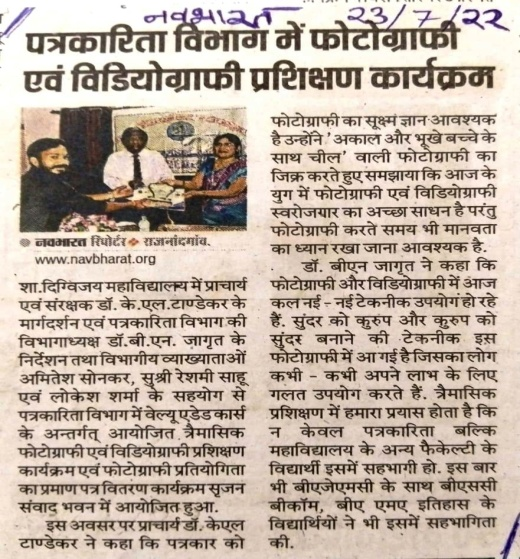 नवभारत 23/7/22
पत्रकारिता विभाग में फोटोग्राफी
एवं विडियोग्राफी प्रशिक्षण कार्यक्रम
नवभारत रिपोर्टर राजनांदगांव.
www.navbharat.org
शा.दिग्विजय महाविद्यालय में प्राचार्य
एवं संरक्षक डॉ. के.एल.टाण्डेकर के
मार्गदर्शन एवं पत्रकारिता विभाग की
विभागाध्यक्ष डॉ.बी.एन. जागृत के
निर्देशन तथा विभागीय व्याख्याताओं
अमितेश सोनकर, सुश्री रेशमी साहू
एवं लोकेश शर्मा के सहयोग से
पत्रकारिता विभाग में वेल्यू एडेड कार्स
के अन्तर्गत् आयोजित त्रैमासिक
फोटोग्राफी एवं विडियोग्राफी प्रशिक्षण
कार्यक्रम एवं फोटोग्राफी प्रतियोगिता
का प्रमाण पत्र वितरण कार्यक्रम सृजन
संवाद भवन में आयोजित हुआ.
इस अवसर पर प्राचार्य डॉ. केएल
टाण्डेकर ने कहा कि पत्रकार को
फोटोग्राफी का सूक्ष्म ज्ञान आवश्यक
है उन्होंने 'अकाल और भूखे बच्चे के
साथ चील' वाली फोटोग्राफी का
जिक्र करते हुए समझाया कि आज के
युग में फोटोग्राफी एवं विडियोग्राफी
स्वरोजगार का अच्छा साधन है परंतु
फोटोग्राफी करते समय भी मानवता
का ध्यान रखा जाना आवश्यक है.
डॉ. बीएन जागृत ने कहा कि
फोटोग्राफी और विडियोग्राफी में आज
कल नई - नई टेकनीक उपयोग हो रहे
हैं. सुंदर को कुरुप और कुरुप को
सुंदर बनाने की टेकनीक इस
फोटोग्राफी में आ गई है जिसका लोग
कभी - कभी अपने लाभ के लिए
गलत उपयोग करते हैं. त्रैमासिक
प्रशिक्षण में हमारा प्रयास होता है कि
न केवल पत्रकारिता बल्कि
महाविद्यालय के अन्य फैकेल्टी के
विद्यार्थी इसमें सहभागी हो. इस बार
भी बीएजेएमसी के साथ बीएससी
बीकॉम, बीए एमए इतिहास के
विद्यार्थियों ने भी इसमें सहभागिता
की.